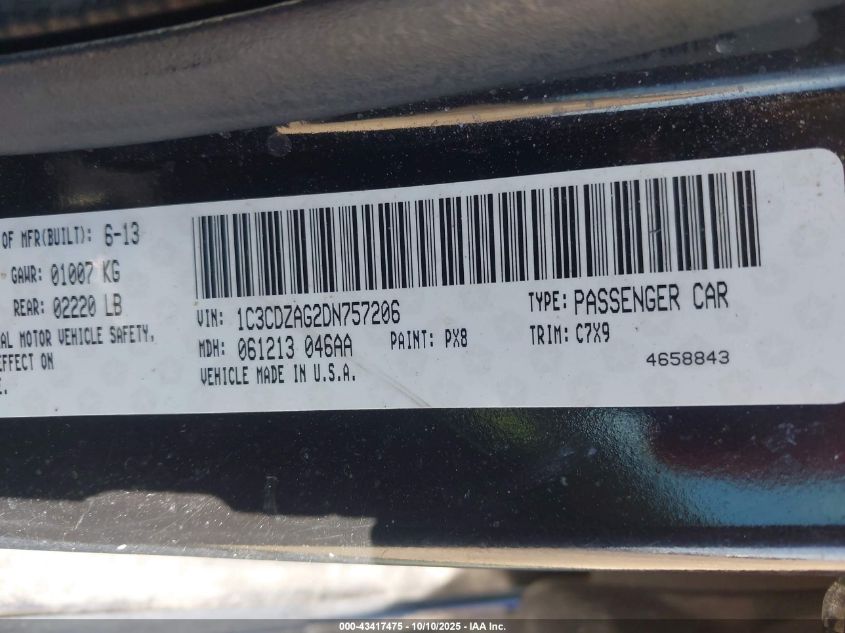 OF MFR(BUILT): 6-13
GAWR: 01007 KG
REAR: 02220 LB
AL MOTOR VEHICLE SAFETY,
EFFECT ON
E.
VIN: 1C3CDZAG2DN757206
TYPE: PASSENGER CAR
MDH: 061213 046AA
PAINT: PX8
TRIM: C7X9
VEHICLE MADE IN U.S.A.
4658843
000-43417475 - 10/10/2025 - IAA Inc.